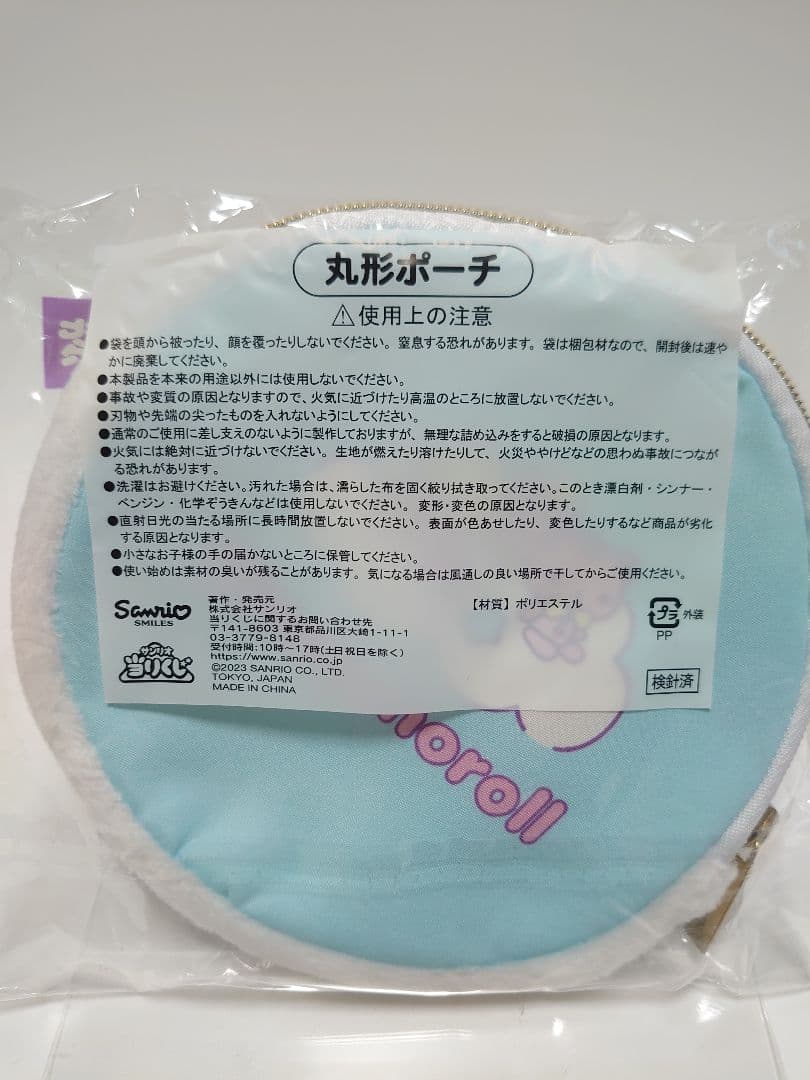 丸形ポーチ
⚠使用上の注意
●袋を頭から被ったり、顔を覆ったりしないでください。窒息する恐れがあります。袋は梱包材なので、開封後は速や
かに廃棄してください。
●本製品を本来の用途以外には使用しないでください。
●事故や変質の原因となりますので、火気に近づけたり高温のところに放置しないでください。
●刃物や先端の尖ったものを入れないようにしてください。
●通常のご使用に差し支えのないように製作しておりますが、無理な詰め込みをすると破損の原因となります。
●火気には絶対に近づけないでください。生地が燃えたり溶けたりして、火災ややけどなどの思わぬ事故につなが
る恐れがあります。
●洗濯はお避けください。汚れた場合は、濡らした布を固く絞り拭き取ってください。このとき漂白剤・シンナー・
ベンジン・化学ぞうきんなどは使用しないでください。変形・変色の原因となります。
●直射日光の当たる場所に長時間放置しないでください。表面が色あせしたり、変色したりするなど商品が劣化
する原因となります。
●小さなお子様の手の届かないところに保管してください。
●使い始めは素材の臭いが残ることがあります。気になる場合は風通しの良い場所で干してからご使用ください。
Sanrio
SMILES
サンリオ
当りくじ
著作・発売元
株式会社サンリオ
当りくじに関するお問い合わせ先
〒141-8603 東京都品川区大崎1-11-1
03-3779-8148
受付時間:10時～17時(土日祝日を除く)
https://www.sanrio.co.jp
©2023 SANRIO CO., LTD.
TOKYO, JAPAN
MADE IN CHINA
【材質】ポリエステル
プラ 外装
PP
検針済
moroll